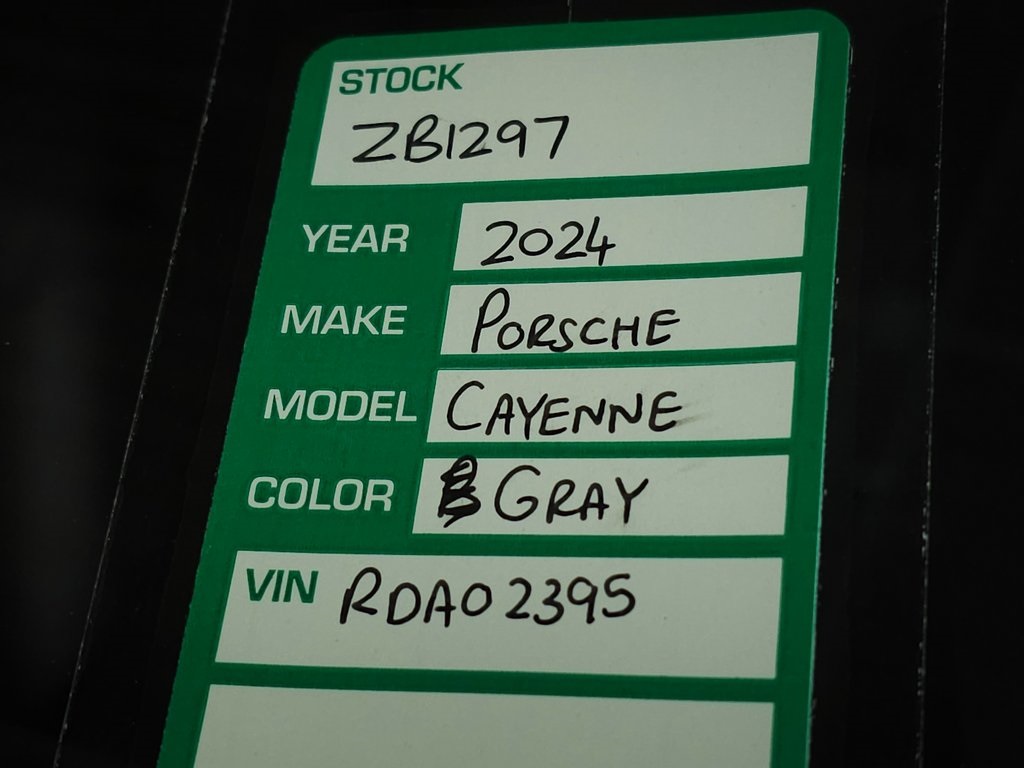 STOCK
ZB1297
YEAR 2024
MAKE PORSCHE
MODEL CAYENNE
COLOR GRAY
VIN RDA02395